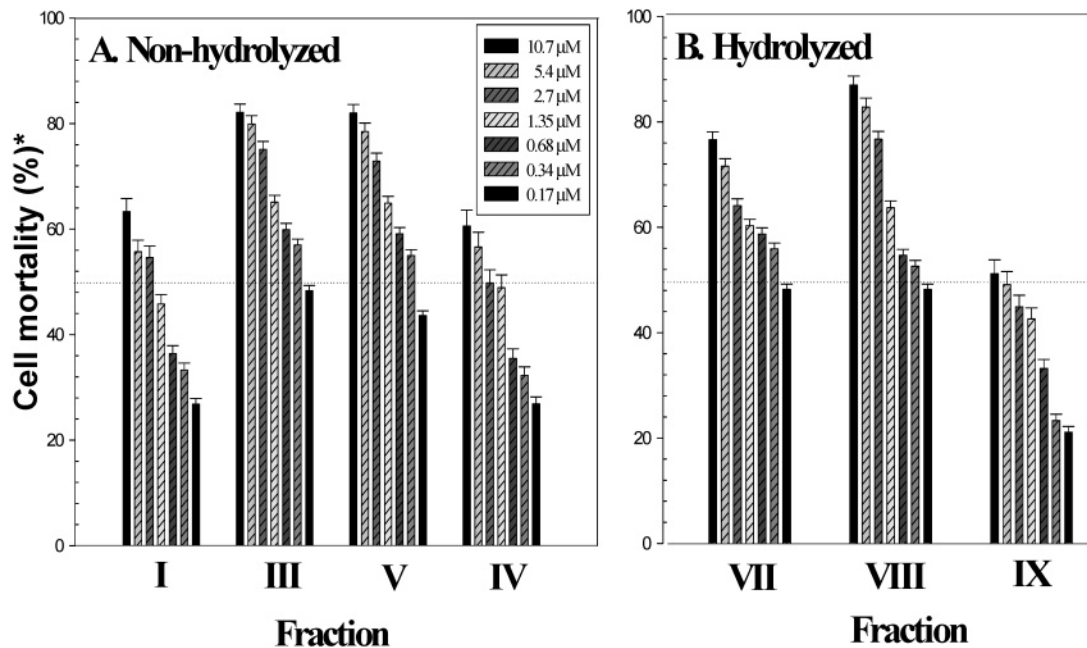 A. Non-hydrolyzed
10.7 μM
5.4 μM
2.7 μM
1.35 μM
0.68 μM
0.34 μM
0.17 μM
Cell mortality (%)*
100
80
60
40
20
0
I III V IV
Fraction
B. Hydrolyzed
100
80
60
40
20
0
VII VIII IX
Fraction